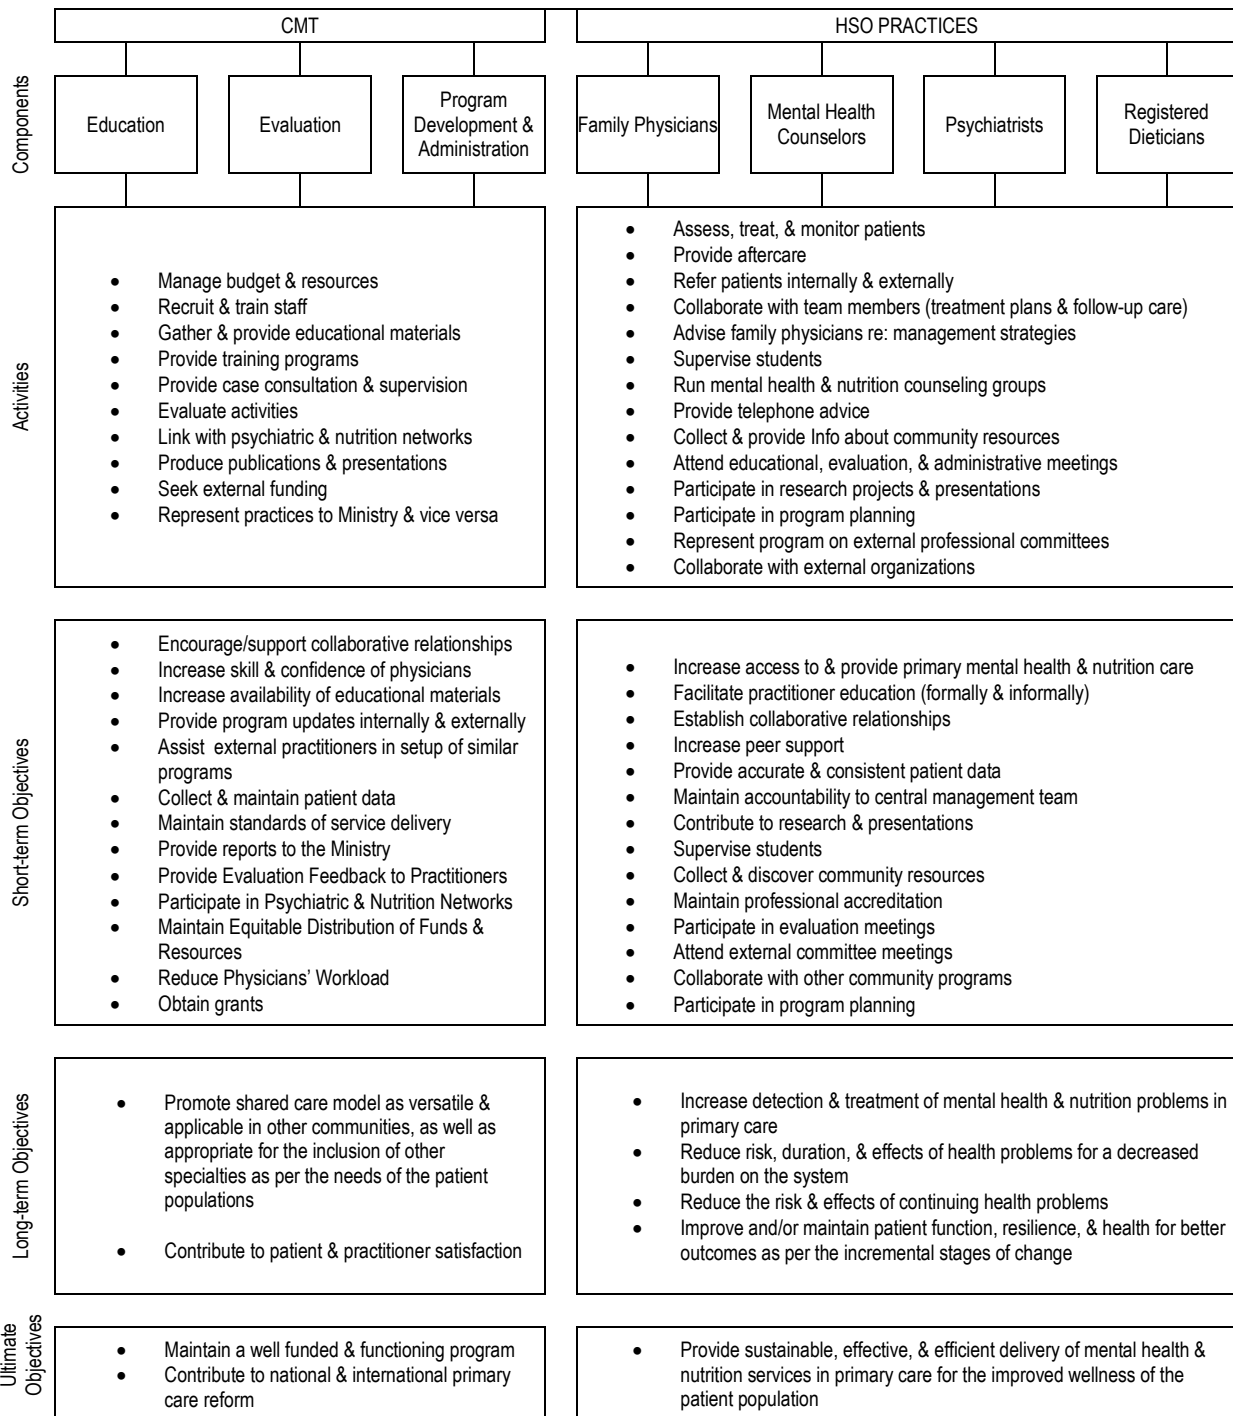 CMT
HSO PRACTICES
Components
Education
Evaluation
Program
Development &
Administration
Family Physicians
Mental Health
Counselors
Psychiatrists
Registered
Dieticians
Activities
• Manage budget & resources
• Recruit & train staff
• Gather & provide educational materials
• Provide training programs
• Provide case consultation & supervision
• Evaluate activities
• Link with psychiatric & nutrition networks
• Produce publications & presentations
• Seek external funding
• Represent practices to Ministry & vice versa
• Assess, treat, & monitor patients
• Provide aftercare
• Refer patients internally & externally
• Collaborate with team members (treatment plans & follow-up care)
• Advise family physicians re: management strategies
• Supervise students
• Run mental health & nutrition counseling groups
• Provide telephone advice
• Collect & provide Info about community resources
• Attend educational, evaluation, & administrative meetings
• Participate in research projects & presentations
• Participate in program planning
• Represent program on external professional committees
• Collaborate with external organizations
Short-term Objectives
• Encourage/support collaborative relationships
• Increase skill & confidence of physicians
• Increase availability of educational materials
• Provide program updates internally & externally
• Assist external practitioners in setup of similar
programs
• Collect & maintain patient data
• Maintain standards of service delivery
• Provide reports to the Ministry
• Provide Evaluation Feedback to Practitioners
• Participate in Psychiatric & Nutrition Networks
• Maintain Equitable Distribution of Funds &
Resources
• Reduce Physicians’ Workload
• Obtain grants
• Increase access to & provide primary mental health & nutrition care
• Facilitate practitioner education (formally & informally)
• Establish collaborative relationships
• Increase peer support
• Provide accurate & consistent patient data
• Maintain accountability to central management team
• Contribute to research & presentations
• Supervise students
• Collect & discover community resources
• Maintain professional accreditation
• Participate in evaluation meetings
• Attend external committee meetings
• Collaborate with other community programs
• Participate in program planning
Long-term Objectives
• Promote shared care model as versatile &
applicable in other communities, as well as
appropriate for the inclusion of other
specialties as per the needs of the patient
populations
• Contribute to patient & practitioner satisfaction
• Increase detection & treatment of mental health & nutrition problems in
primary care
• Reduce risk, duration, & effects of health problems for a decreased
burden on the system
• Reduce the risk & effects of continuing health problems
• Improve and/or maintain patient function, resilience, & health for better
outcomes as per the incremental stages of change
Ultimate
Objectives
• Maintain a well funded & functioning program
• Contribute to national & international primary
care reform
• Provide sustainable, effective, & efficient delivery of mental health &
nutrition services in primary care for the improved wellness of the
patient population